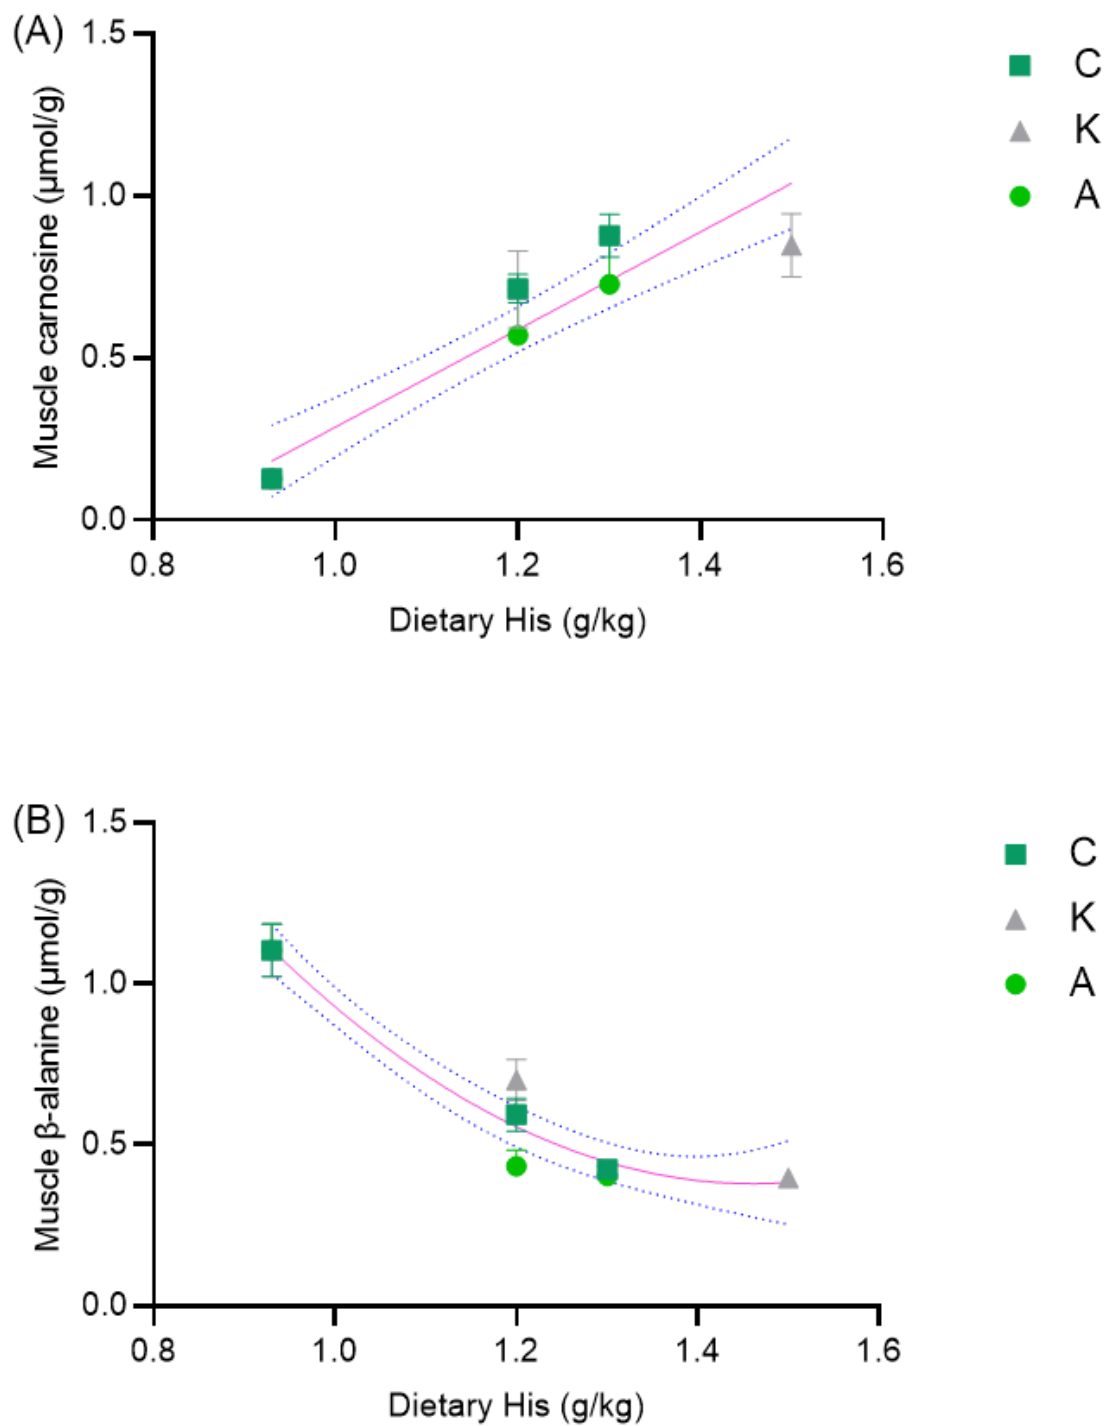 (A)
Muscle carnosine (μmol/g)
1.5
1.0
0.5
0.0
0.8 1.0 1.2 1.4 1.6
Dietary His (g/kg)
C
K
A
(B)
Muscle β-alanine (μmol/g)
1.5
1.0
0.5
0.0
0.8 1.0 1.2 1.4 1.6
Dietary His (g/kg)
C
K
A